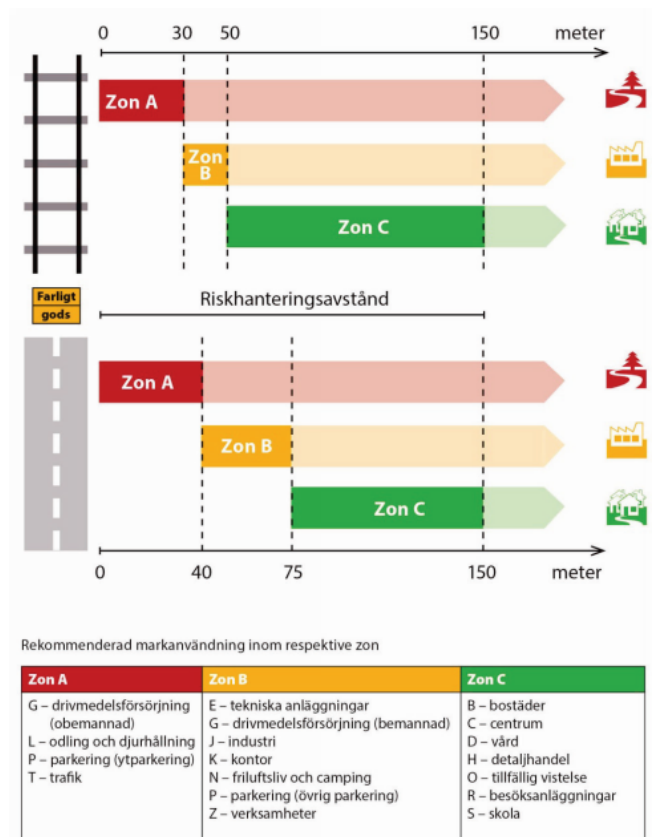 0 30 50 150 meter
Zon A
Zon
B
Zon C
Farligt
gods
Riskhanteringsavstånd
Zon A
Zon B
Zon C
0 40 75 150 meter
Rekommenderad markanvändning inom respektive zon
Zon A
G – drivmedelsförsörjning
(obemannad)
L – odling och djurhållning
P – parkering (ytparkering)
T – trafik
Zon B
E – tekniska anläggningar
G – drivmedelsförsörjning (bemannad)
J – industri
K – kontor
N – friluftsliv och camping
P – parkering (övrig parkering)
Z – verksamheter
Zon C
B – bostäder
C – centrum
D – vård
H – detaljhandel
O – tillfällig vistelse
R – besöksanläggningar
S – skola